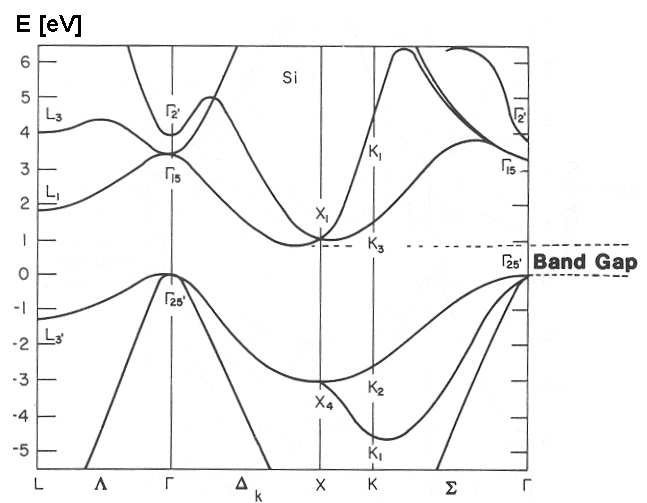 E [eV]
6
5
4
3
2
1
0
-1
-2
-3
-4
-5
Si
L3
L1
L3'
Γ2'
Γ15
Γ25'
X1
X4
K1
K3
K2
K1
Γ2'
Γ15
Γ25'
Band Gap
L Λ Γ Δ k X K Σ Γ